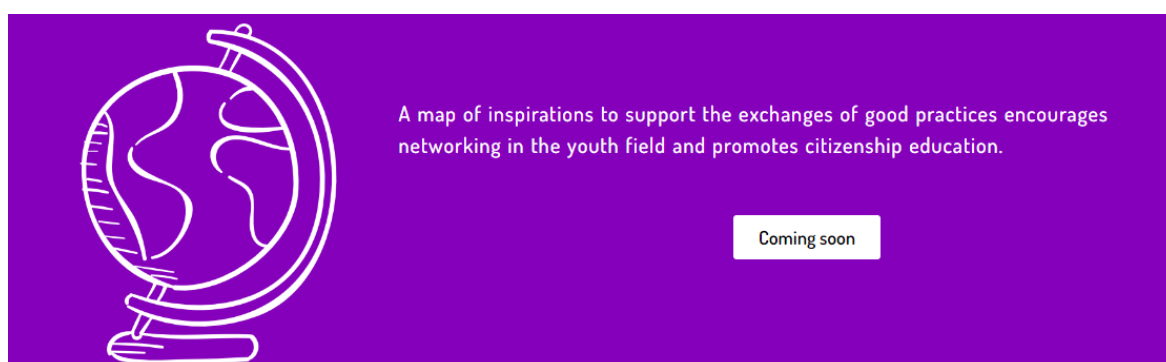 A map of inspirations to support the exchanges of good practices encourages
networking in the youth field and promotes citizenship education.
Coming soon